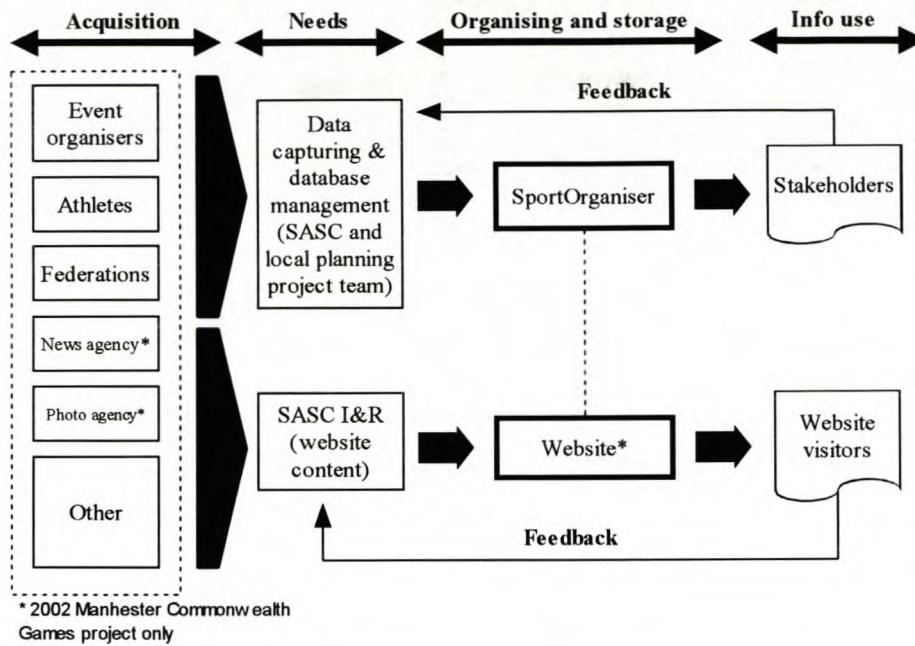 Acquisition
Needs
Organising and storage
Info use
Event
organisers
Athletes
Federations
News agency*
Photo agency*
Other
* 2002 Manhester Commonwealth
Games project only
Data
capturing &
database
management
(SASC and
local planning
project team)
SASC I&R
(website
content)
SportOrganiser
Website*
Feedback
Stakeholders
Website
visitors
Feedback